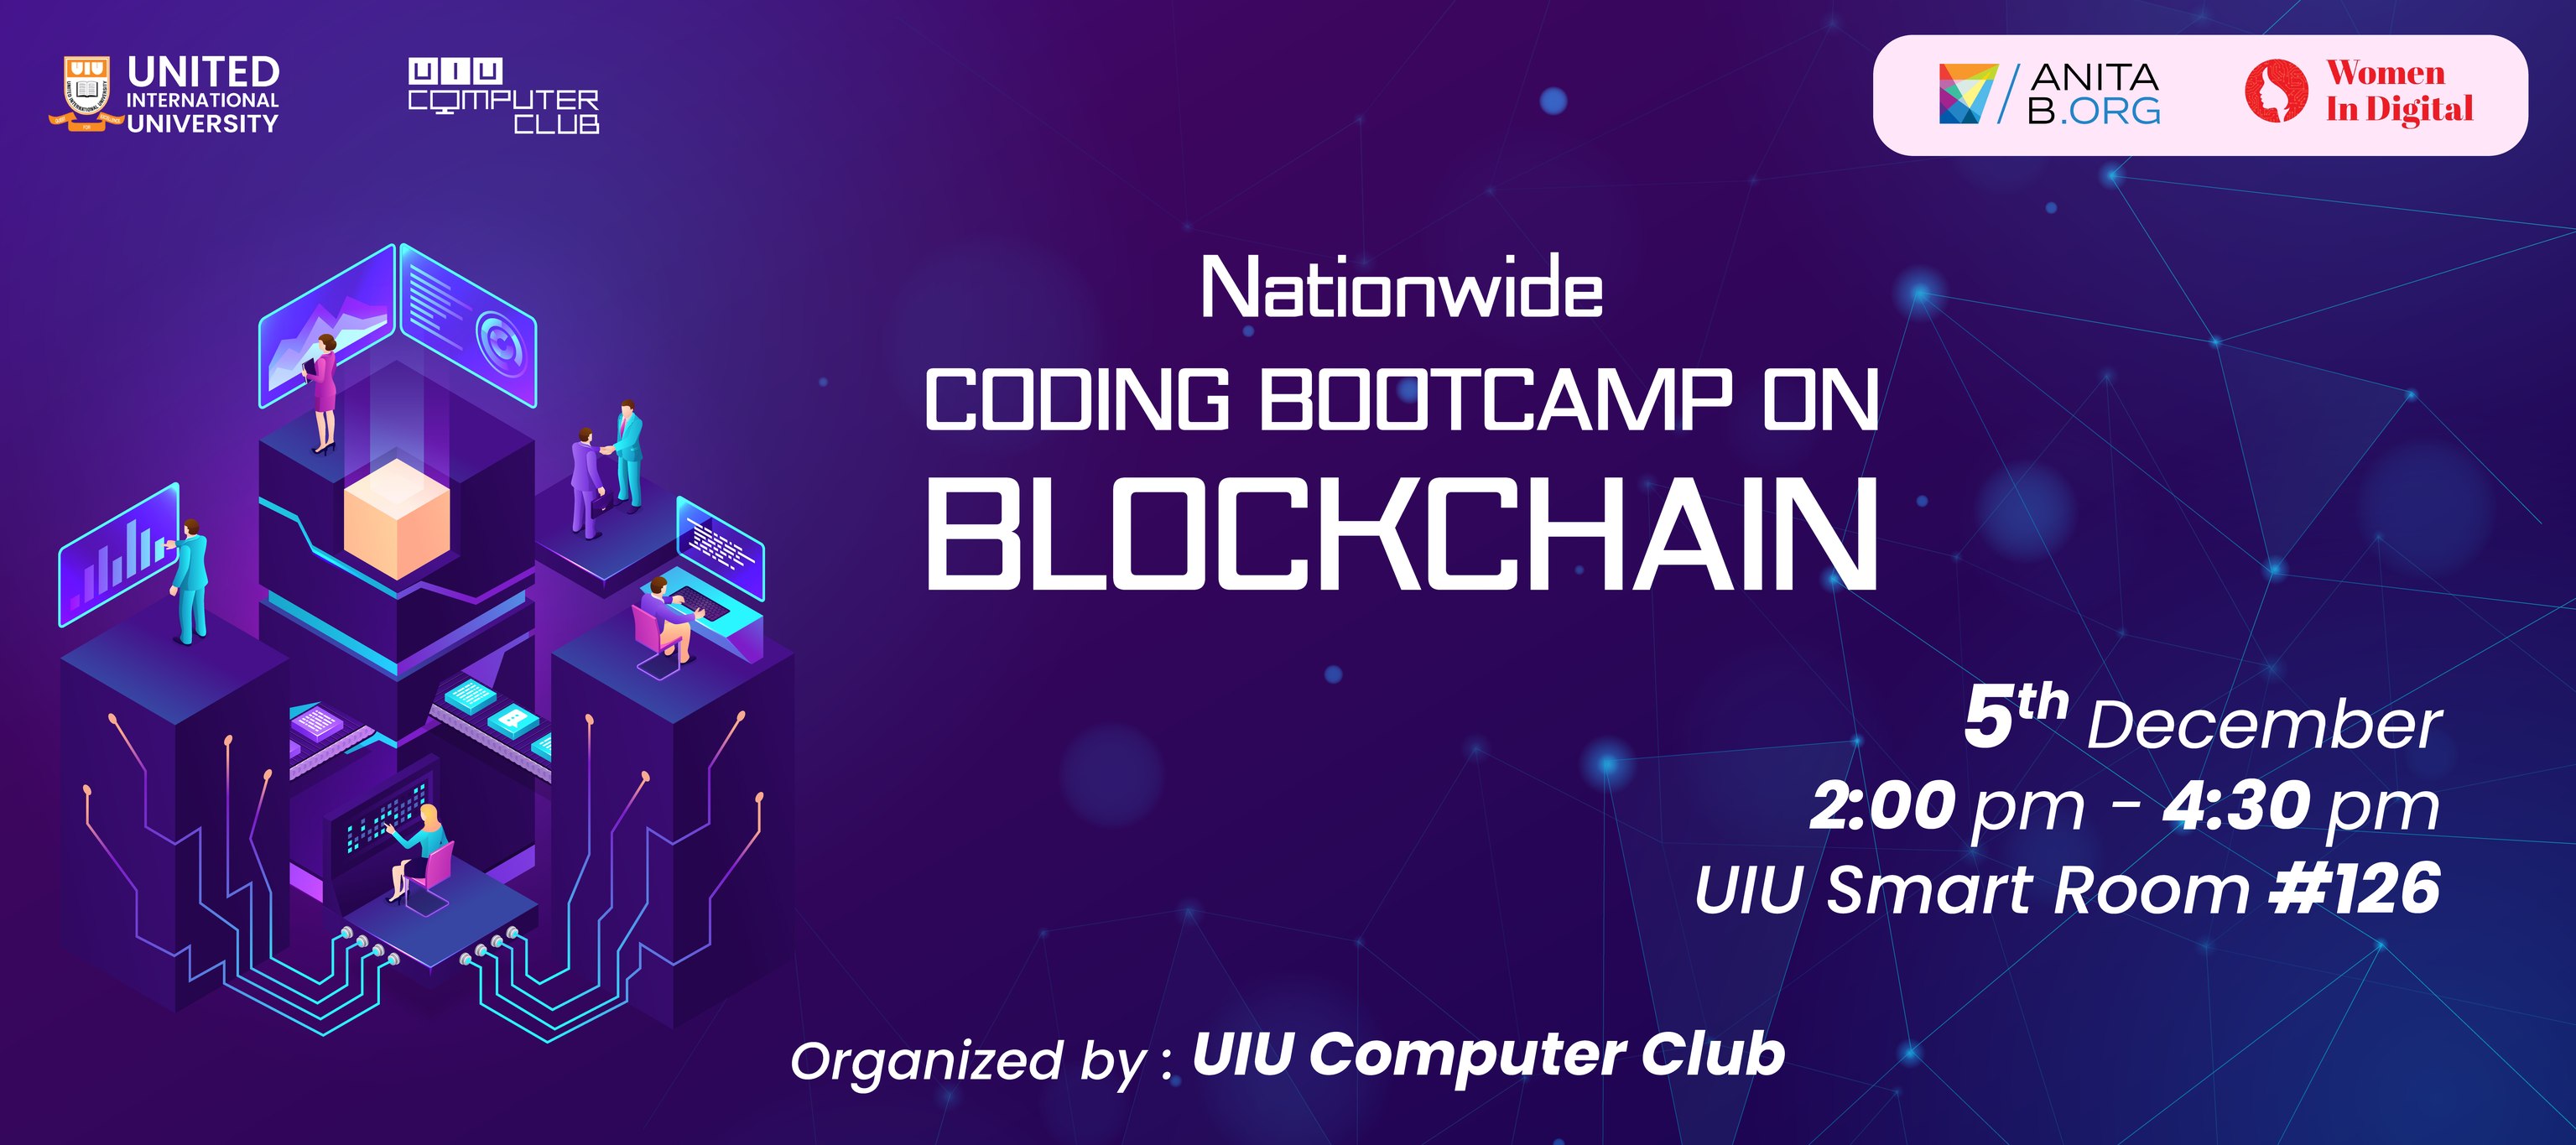 UIU
UNITED
INTERNATIONAL
UNIVERSITY
UIU
COMPUTER
CLUB
ANITA
B.ORG
Women
In Digital
Nationwide
CODING BOOTCAMP ON
BLOCKCHAIN
5th December
2:00 pm - 4:30 pm
UIU Smart Room #126
Organized by : UIU Computer Club